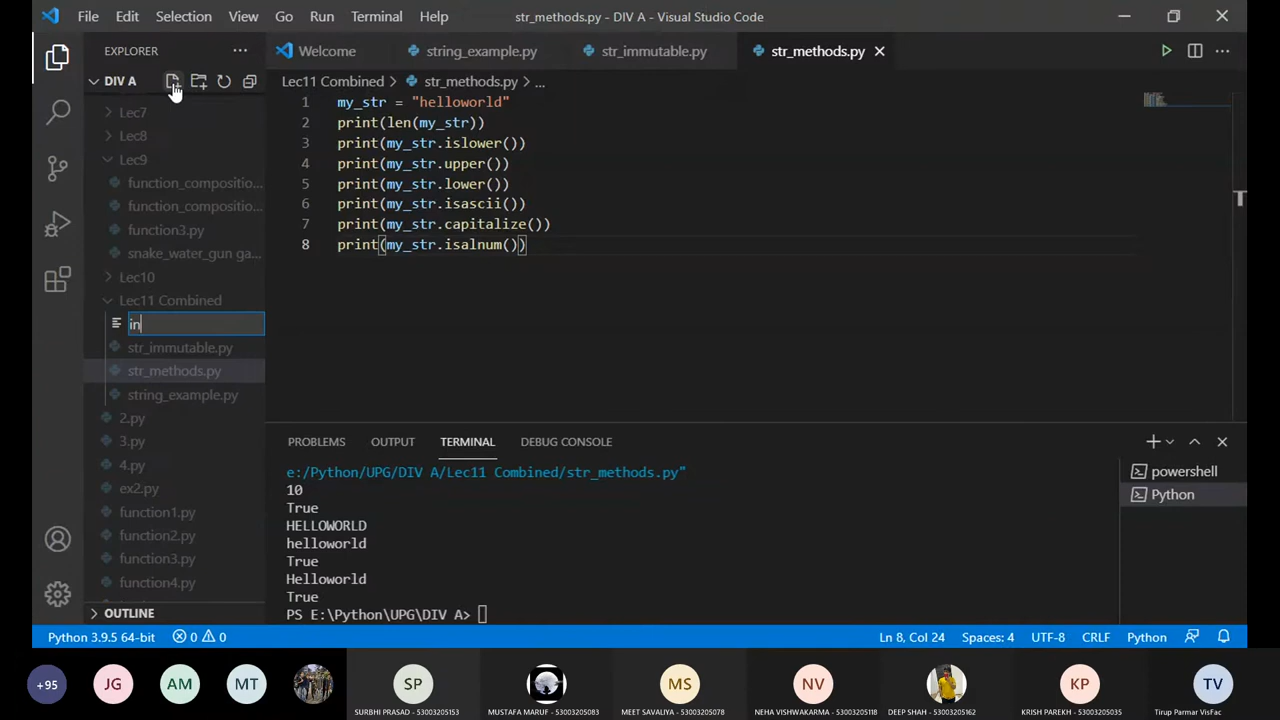 File Edit Selection View Go Run Terminal Help str_methods.py - DIV A - Visual Studio Code
EXPLORER ...
Welcome string_example.py str_immutable.py str_methods.py
DIV A
Lec11 Combined > str_methods.py > ...
Lec7
Lec8
Lec9
function_compositio...
function_compositio...
function3.py
snake_water_gun ga...
Lec10
Lec11 Combined
in
str_immutable.py
str_methods.py
string_example.py
2.py
3.py
4.py
ex2.py
function1.py
function2.py
function3.py
function4.py
OUTLINE
1 my_str = "helloworld"
2 print(len(my_str))
3 print(my_str.islower())
4 print(my_str.upper())
5 print(my_str.lower())
6 print(my_str.isascii())
7 print(my_str.capitalize())
8 print(my_str.isalnum())
PROBLEMS OUTPUT TERMINAL DEBUG CONSOLE
e:/Python/UPG/DIV A/Lec11 Combined/str_methods.py"
10
True
HELLOWORLD
helloworld
True
Helloworld
True
PS E:\Python\UPG\DIV A>
powershell
Python
Python 3.9.5 64-bit 0 0 Ln 8, Col 24 Spaces: 4 UTF-8 CRLF Python
+95 JG AM MT SP MS NV KP TV
SURBHI PRASAD - 53003205153 MUSTAFA MARUF - 53003205083 MEET SAVALIYA - 53003205078 NEHA VISHWAKARMA - 53003205118 DEEP SHAH - 53003205162 KRISH PAREKH - 53003205035 Tirup Parmar VisFac